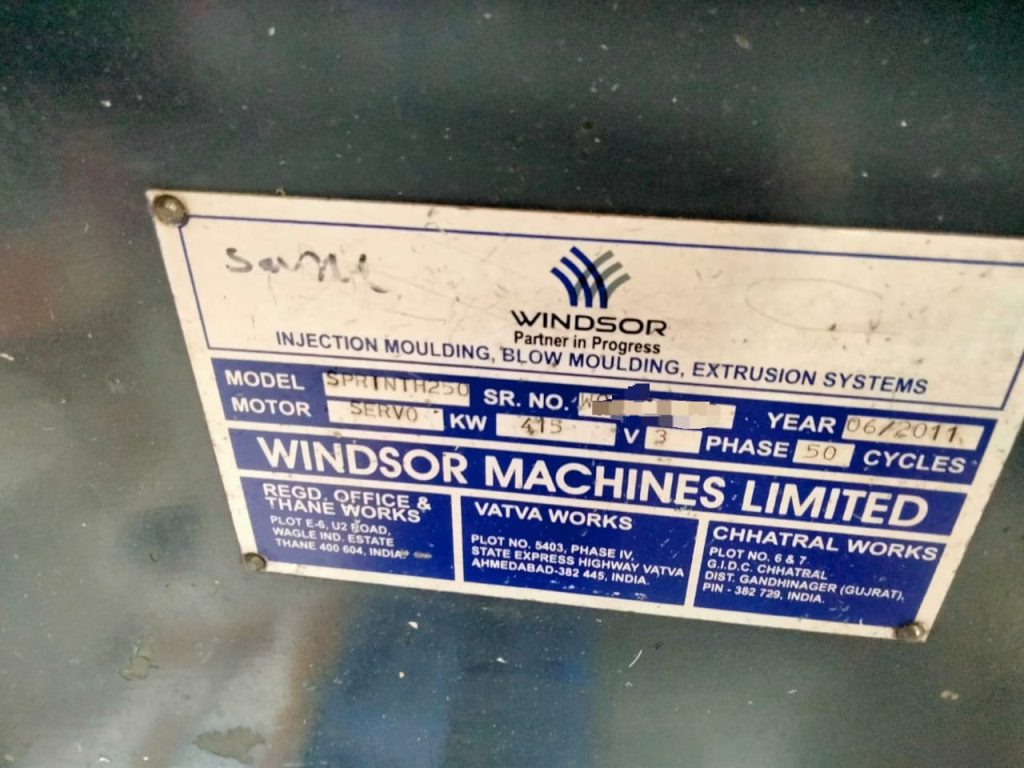 WINDSOR
Partner in Progress
INJECTION MOULDING, BLOW MOULDING, EXTRUSION SYSTEMS
MODEL SPRINTH250 SR. NO. YEAR 06/2011
MOTOR SERVO KW 415 V 3 PHASE 50 CYCLES
WINDSOR MACHINES LIMITED
REGD. OFFICE &
THANE WORKS
PLOT E-6, U2 ROAD,
WAGLE IND. ESTATE
THANE 400 604, INDIA
VATVA WORKS
PLOT NO. 5403, PHASE IV,
STATE EXPRESS HIGHWAY VATVA
AHMEDABAD-382 445, INDIA.
CHHATRAL WORKS
PLOT NO. 6 & 7
G.I.D.C. CHHATRAL
DIST. GANDHINAGER (GUJRAT),
PIN - 382 729, INDIA.